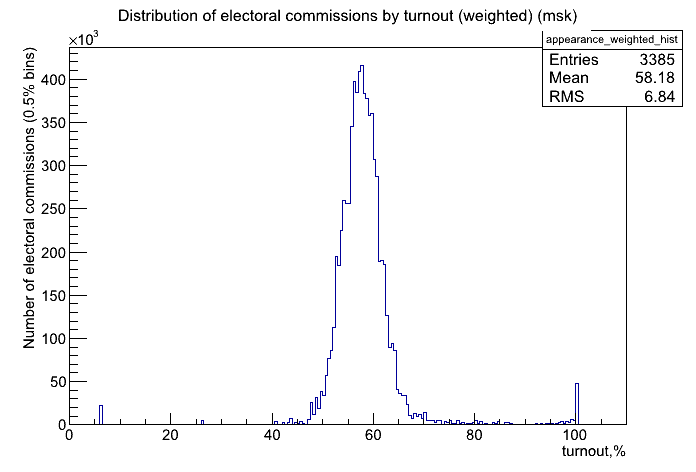 Distribution of electoral commissions by turnout (weighted) (msk)
×10³
appearance_weighted_hist
Entries 3385
Mean 58.18
RMS 6.84
Number of electoral commissions (0.5% bins)
400
350
300
250
200
150
100
50
0
0 20 40 60 80 100
turnout,%